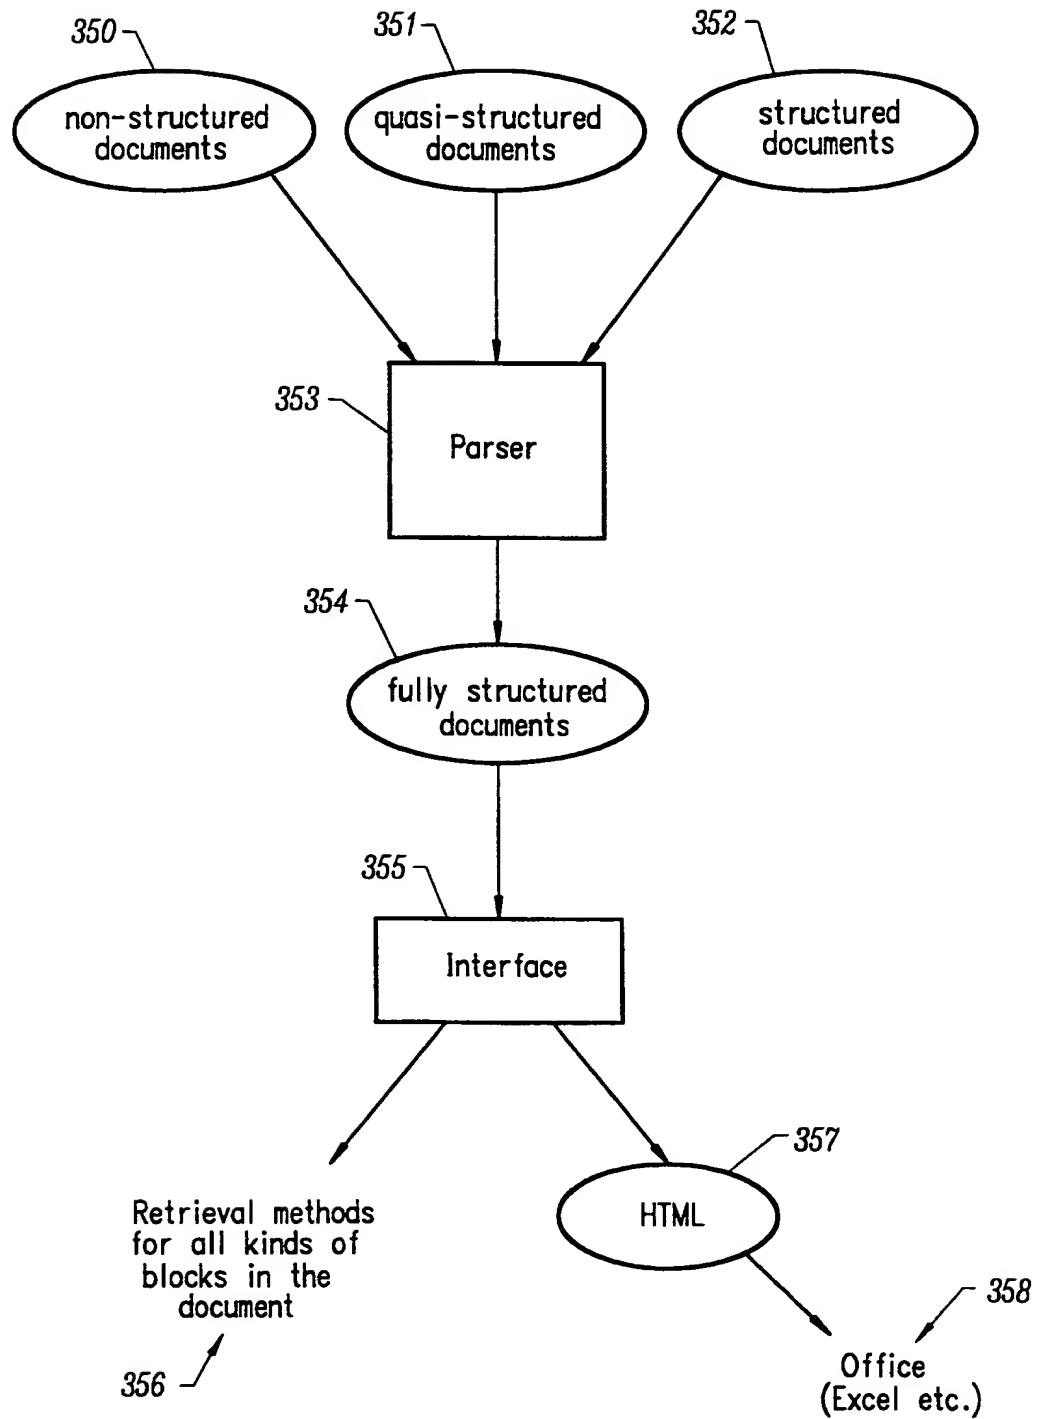 350
351
352
non-structured
documents
quasi-structured
documents
structured
documents
353
Parser
354
fully structured
documents
355
Interface
357
Retrieval methods
for all kinds of
blocks in the
document
HTML
356
358
Office
(Excel etc.)